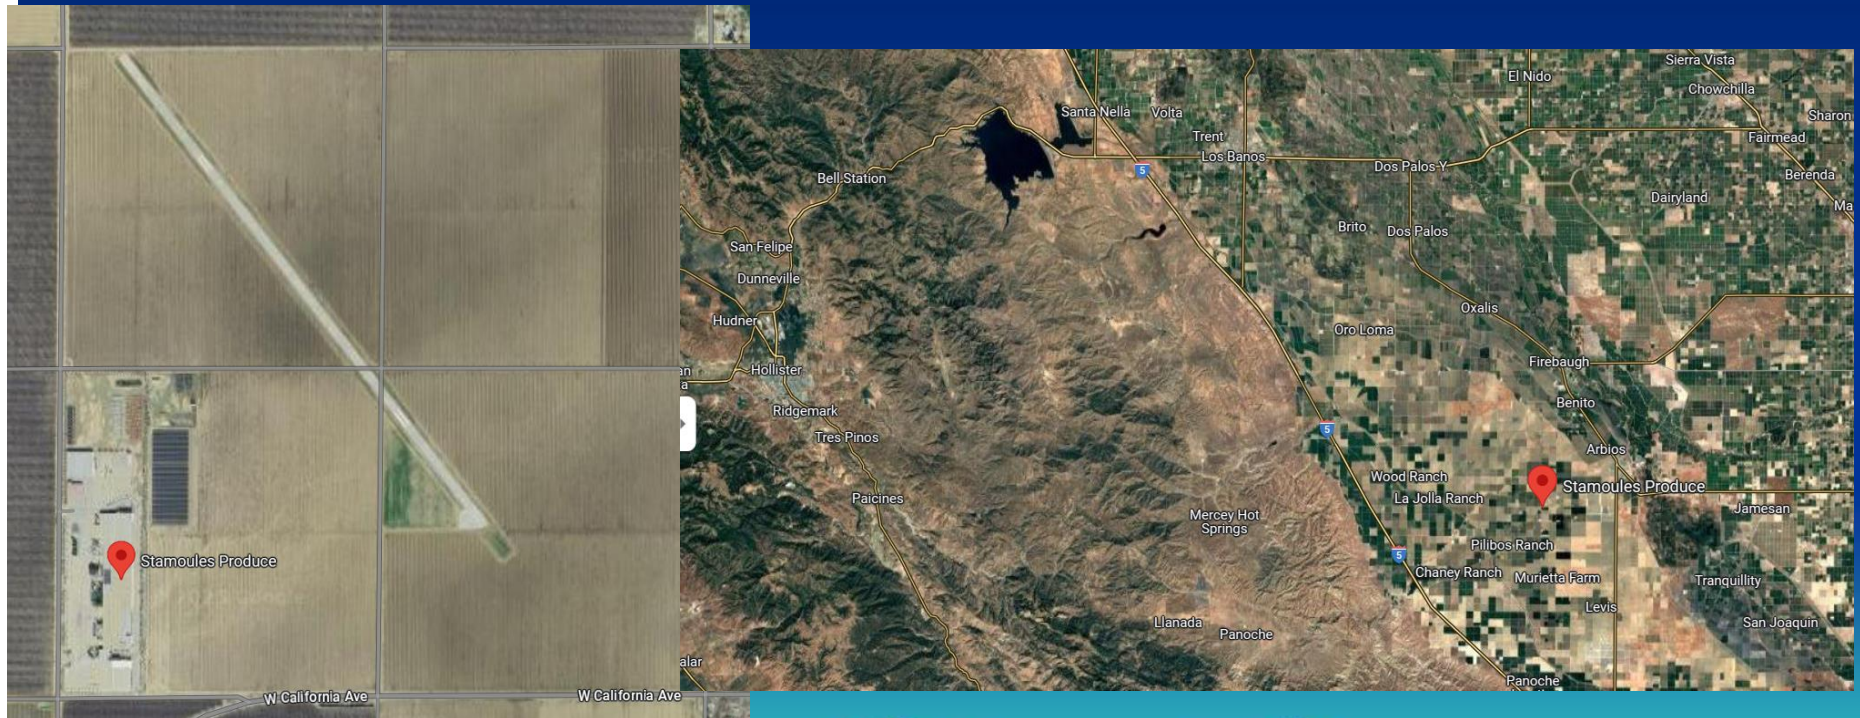 Stamoules Produce
W California Ave
W California Ave
Sierra Vista
El Nido
Chowchilla
Santa Nella
Volta
Sharon
Trent
Fairmead
Los Banos
Dos Palos Y
5
Bell Station
Berenda
Dairyland
Ma
Brito
Dos Palos
San Felipe
Dunneville
Oxalis
Hudner
Oro Loma
Firebaugh
an
a
Hollister
Benito
Ridgemark
5
Tres Pinos
Arbios
Wood Ranch
Stamoules Produce
Paicines
La Jolla Ranch
Mercey Hot
Springs
Jamesan
Pilibos Ranch
5
Chaney Ranch
Murietta Farm
Tranquillity
Levis
Llanada
San Joaquin
Panoche
alar
Panoche